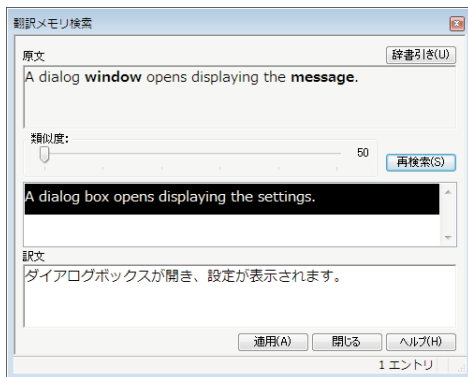 翻訳メモリ検索
原文
辞書引き(U)
A dialog window opens displaying the message.
類似度:
50
再検索(S)
A dialog box opens displaying the settings.
訳文
ダイアログボックスが開き、設定が表示されます。
適用(A) 閉じる ヘルプ(H)
1 エントリ